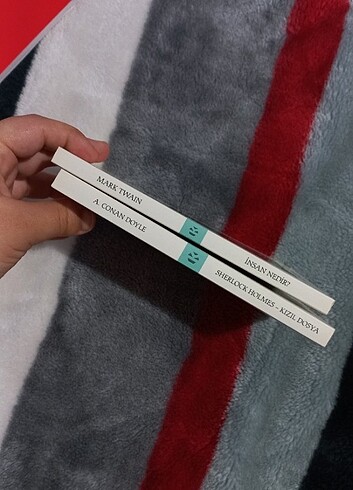 MARK TWAIN
İNSAN NEDİR?
A. CONAN DOYLE
SHERLOCK HOLMES – KIZIL DOSYA